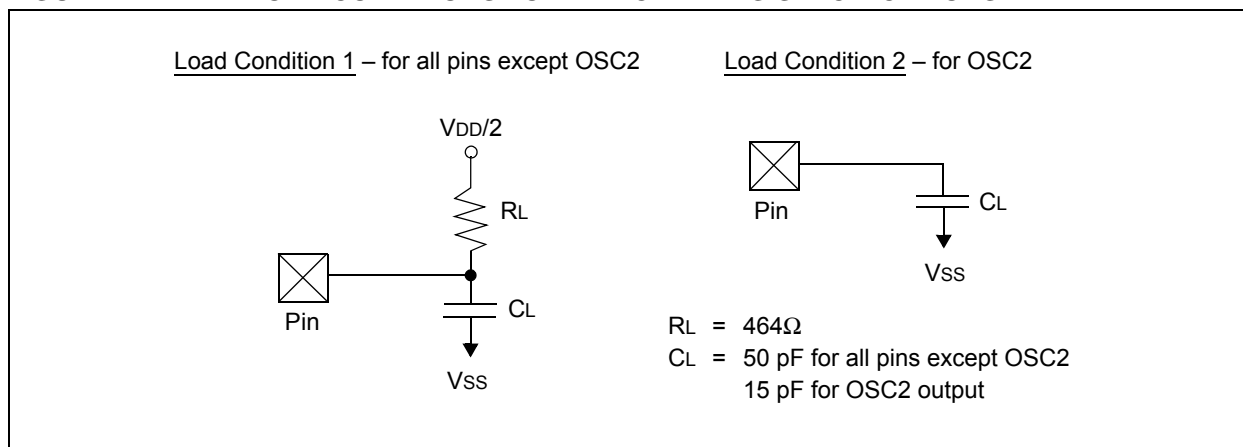 Load Condition 1 – for all pins except OSC2
VDD/2
RL
Pin
CL
VSS
Load Condition 2 – for OSC2
Pin
CL
VSS
RL = 464Ω
CL = 50 pF for all pins except OSC2
15 pF for OSC2 output